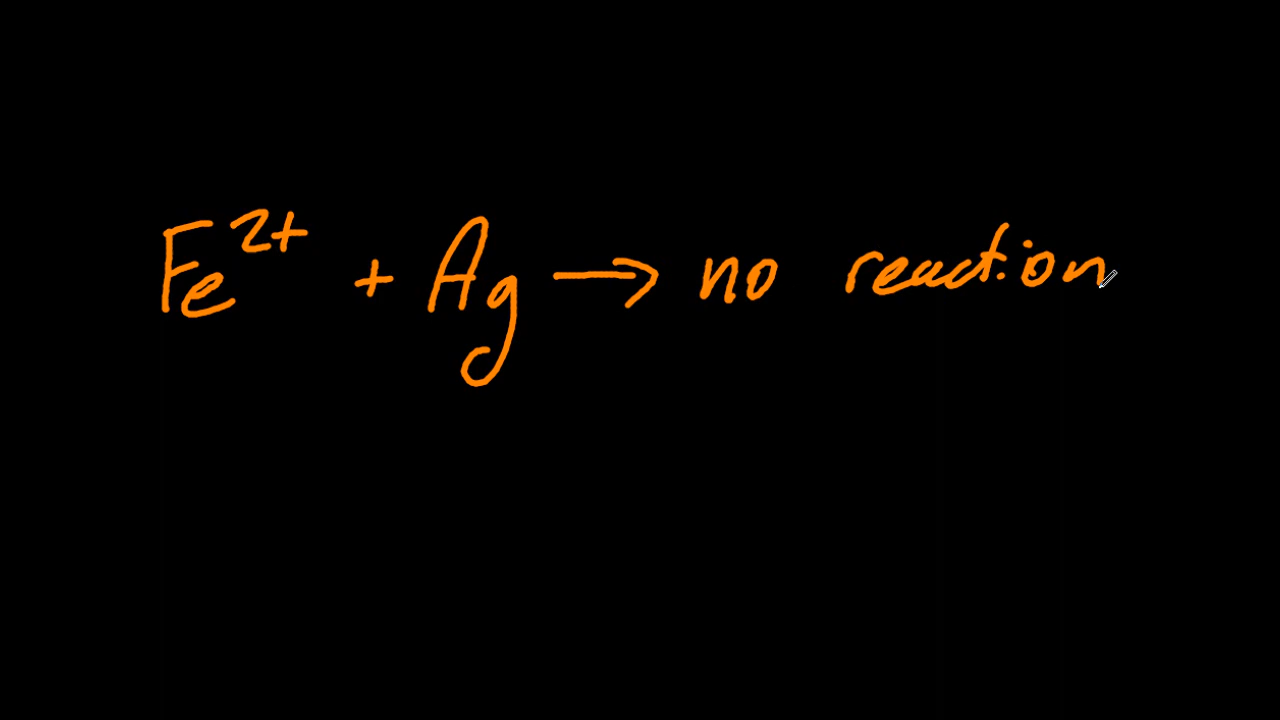 Fe²⁺ + Ag → no reaction